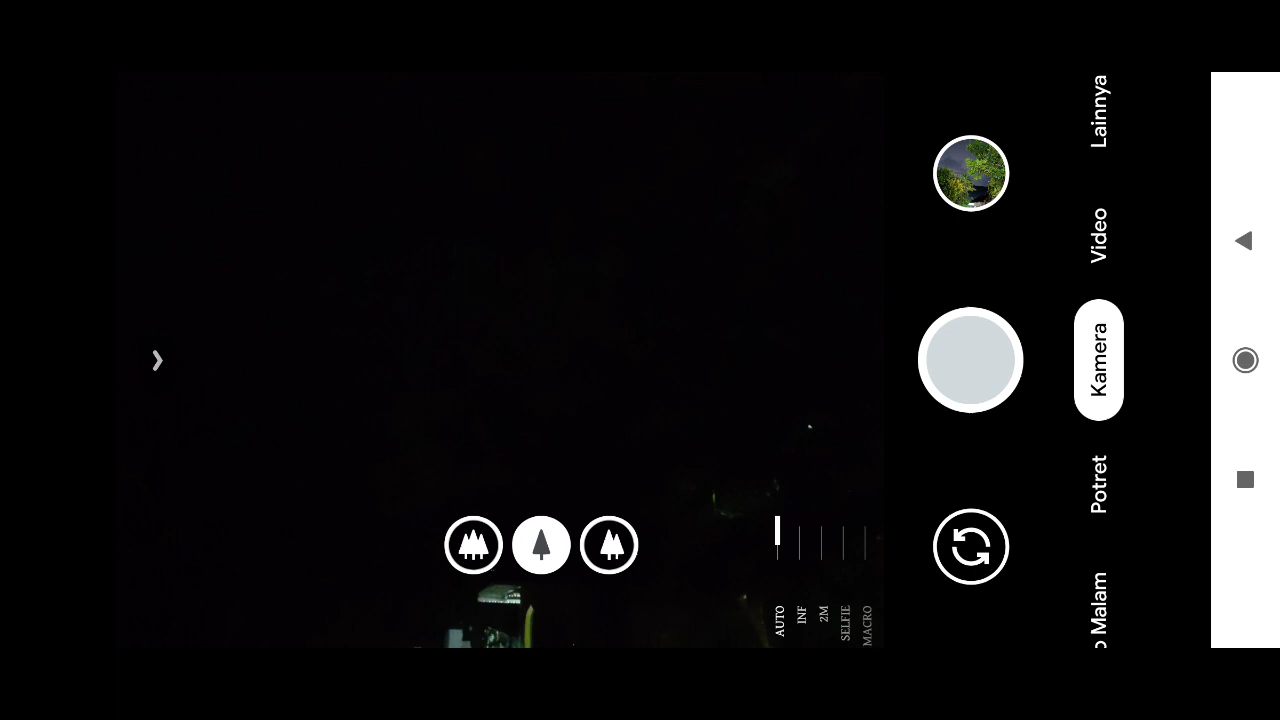 Lainnya
Video
Kamera
Potret
o Malam
AUTO
INF
2M
SELFIE
MACRO